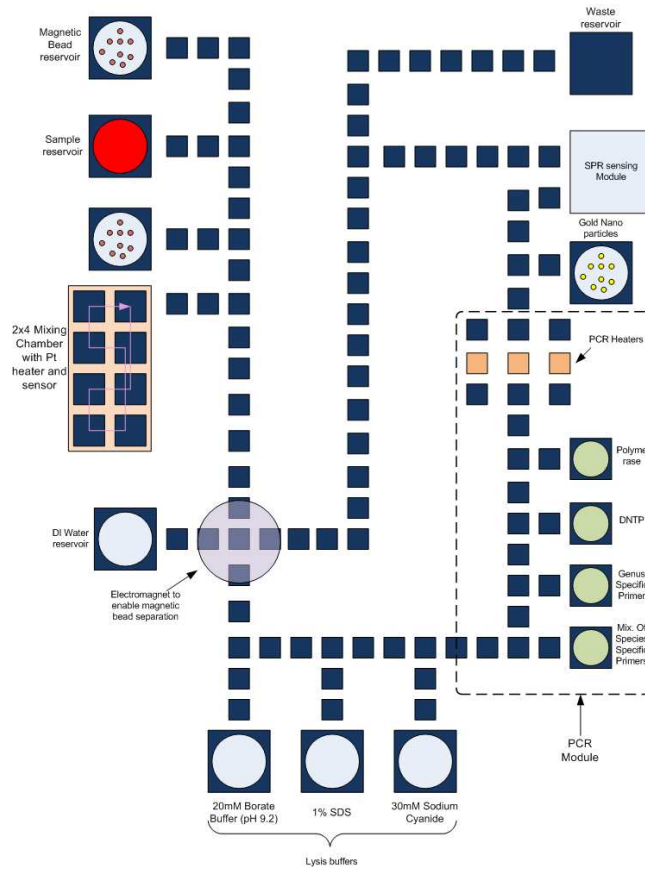 Magnetic
Bead
reservoir
Waste
reservoir
Sample
reservoir
SPR sensing
Module
Gold Nano
particles
2x4 Mixing
Chamber
with Pt
heater and
sensor
PCR Heaters
Polyme
rase
DI Water
reservoir
DNTP
Electromagnet to
enable magnetic
bead separation
Genus
Specific
Primer
Mix. Of
Species
Specific
Primers
PCR
Module
20mM Borate
Buffer (pH 9.2)
1% SDS
30mM Sodium
Cyanide
Lysis buffers